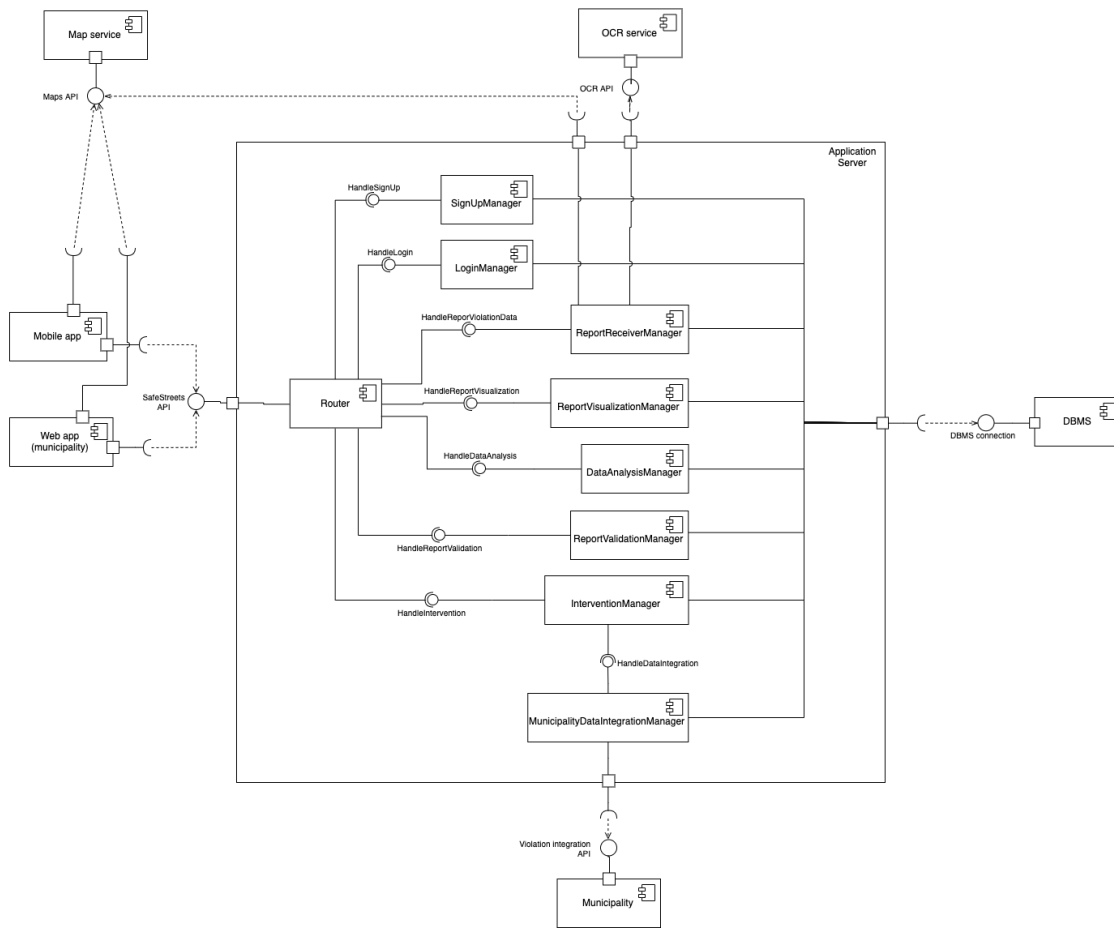 Map service
OCR service
Maps API
OCR API
Application
Server
HandleSignUp
SignUpManager
HandleLogin
LoginManager
HandleReporViolationData
ReportReceiverManager
Mobile app
HandleReportVisualization
ReportVisualizationManager
SafeStreets
API
Router
Web app
(municipality)
DBMS
DBMS connection
HandleDataAnalysis
DataAnalysisManager
ReportValidationManager
HandleReportValidation
InterventionManager
HandleIntervention
HandleDataIntegration
MunicipalityDataIntegrationManager
Violation integration
API
Municipality